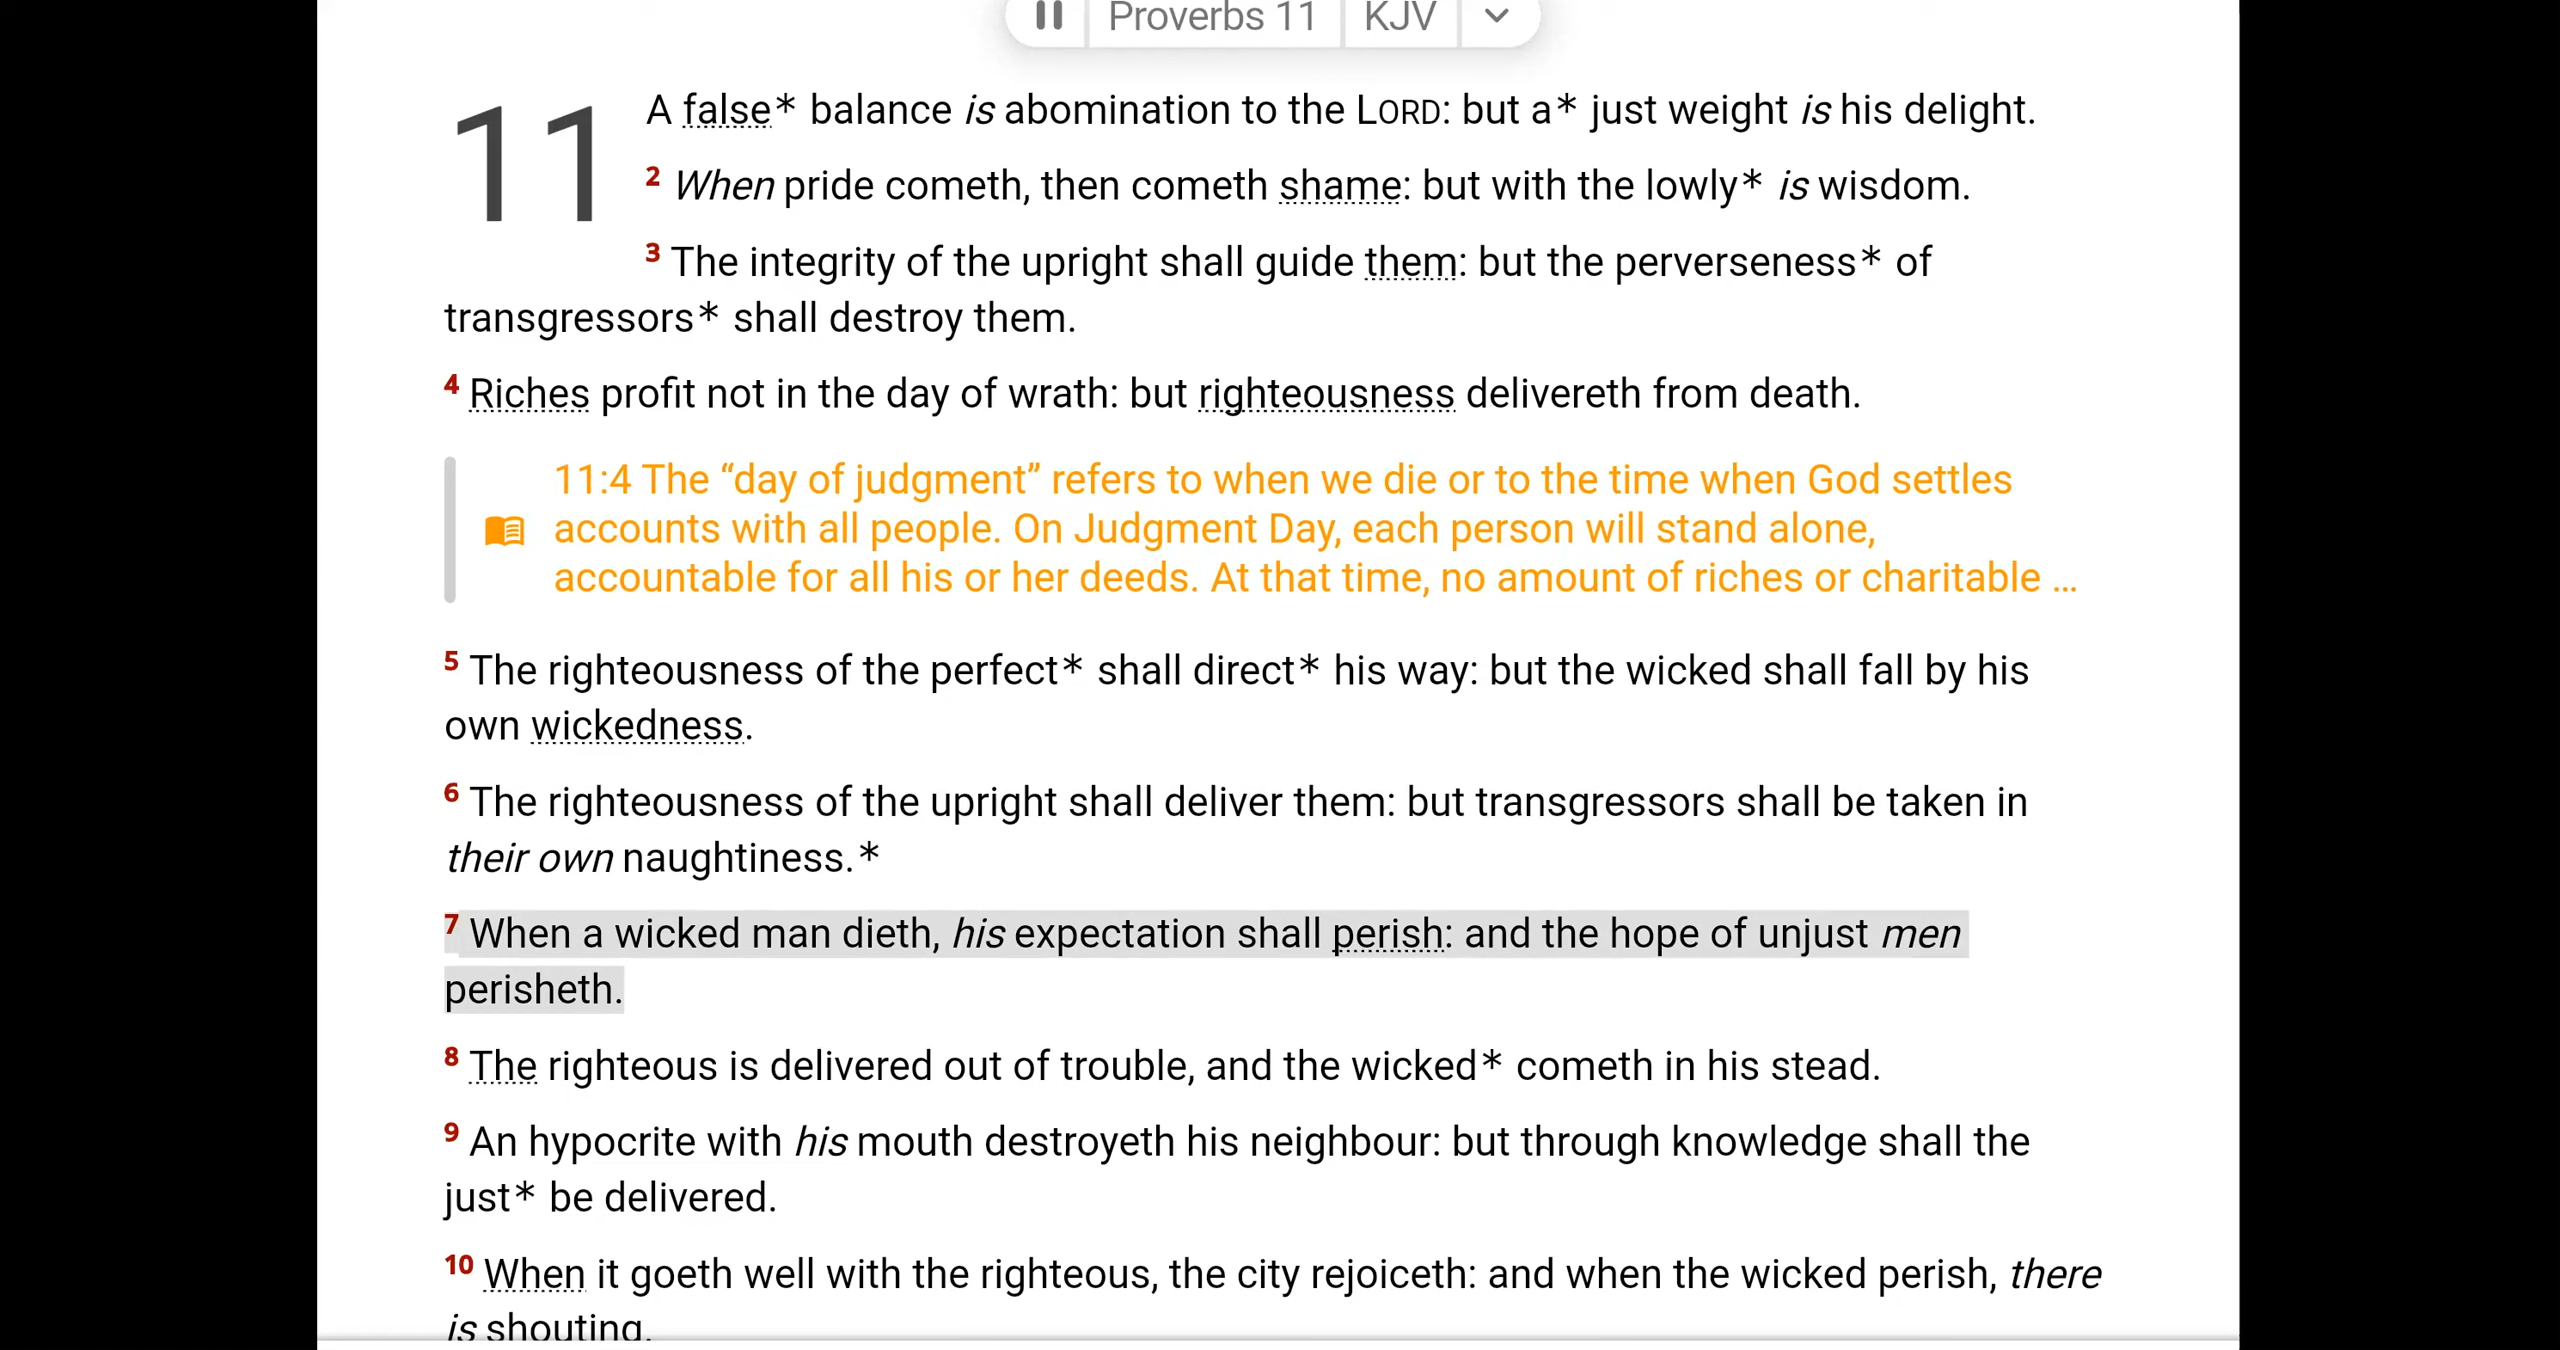 Proverbs 11 KJV
11 A false* balance is abomination to the LORD: but a* just weight is his delight.
2 When pride cometh, then cometh shame: but with the lowly* is wisdom.
3 The integrity of the upright shall guide them: but the perverseness* of
transgressors* shall destroy them.
4 Riches profit not in the day of wrath: but righteousness delivereth from death.
11:4 The “day of judgment” refers to when we die or to the time when God settles
accounts with all people. On Judgment Day, each person will stand alone,
accountable for all his or her deeds. At that time, no amount of riches or charitable ...
5 The righteousness of the perfect* shall direct* his way: but the wicked shall fall by his
own wickedness.
6 The righteousness of the upright shall deliver them: but transgressors shall be taken in
their own naughtiness.*
7 When a wicked man dieth, his expectation shall perish: and the hope of unjust men
perisheth.
8 The righteous is delivered out of trouble, and the wicked* cometh in his stead.
9 An hypocrite with his mouth destroyeth his neighbour: but through knowledge shall the
just* be delivered.
10 When it goeth well with the righteous, the city rejoiceth: and when the wicked perish, there
is shouting.